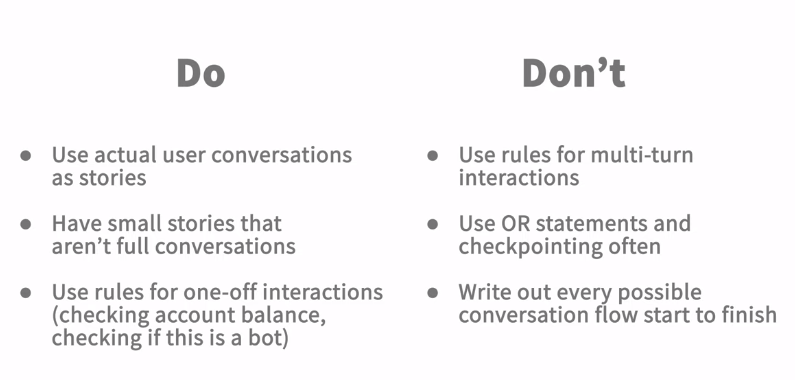 Do
● Use actual user conversations
as stories
● Have small stories that
aren’t full conversations
● Use rules for one-off interactions
(checking account balance,
checking if this is a bot)
Don’t
● Use rules for multi-turn
interactions
● Use OR statements and
checkpointing often
● Write out every possible
conversation flow start to finish